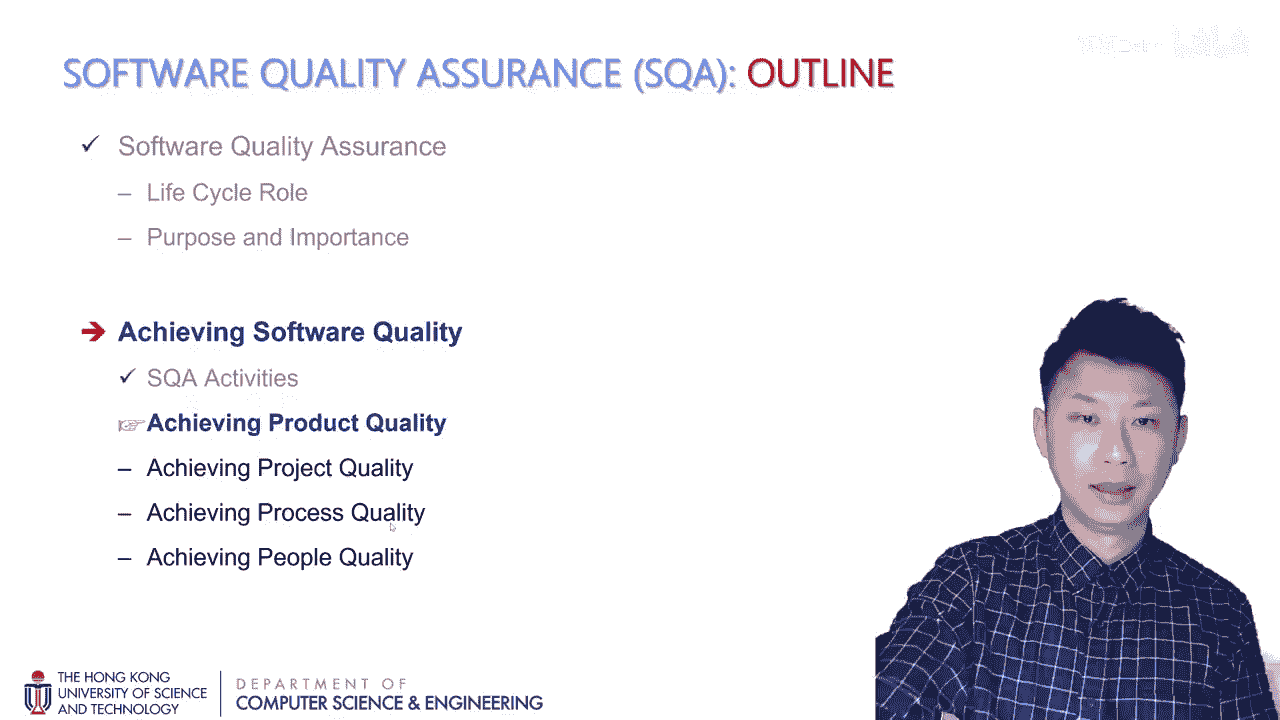 SOFTWARE QUALITY ASSURANCE (SQA): OUTLINE
✓ Software Quality Assurance
– Life Cycle Role
– Purpose and Importance
➔ Achieving Software Quality
✓ SQA Activities
☞Achieving Product Quality
– Achieving Project Quality
– Achieving Process Quality
– Achieving People Quality
THE HONG KONG
UNIVERSITY OF SCIENCE
AND TECHNOLOGY
DEPARTMENT OF
COMPUTER SCIENCE & ENGINEERING